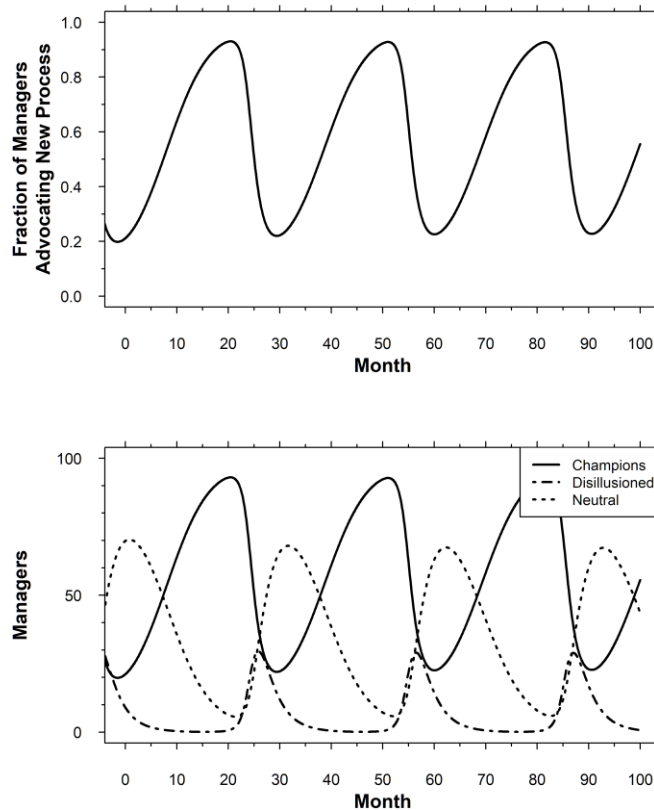 Fraction of Managers
Advocating New Process
1.0
0.8
0.6
0.4
0.2
0.0
0 10 20 30 40 50 60 70 80 90 100
Month
Managers
100
50
0
Champions
Disillusioned
Neutral
0 10 20 30 40 50 60 70 80 90 100
Month